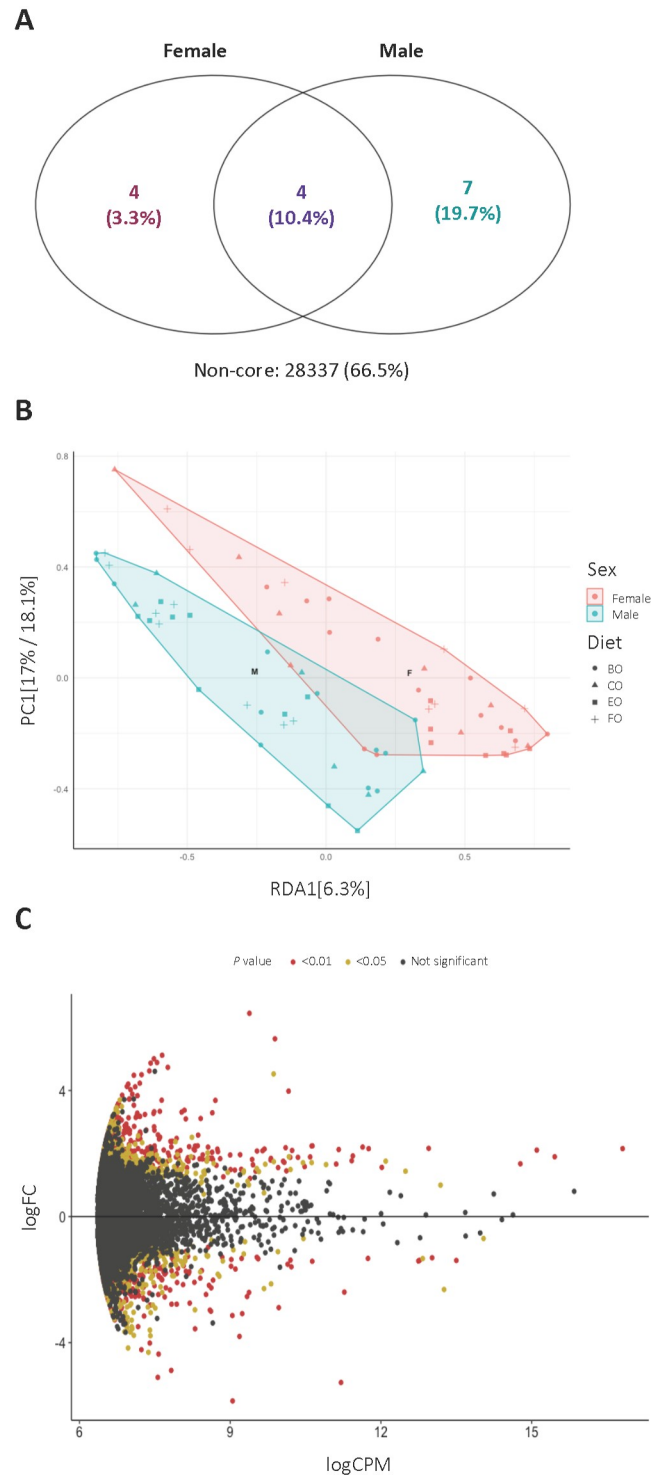 A
Female Male
4
(3.3%)
4
(10.4%)
7
(19.7%)
Non-core: 28337 (66.5%)
B
0.8
0.4
0.0
-0.4
PC1[17% / 18.1%]
M
F
-0.5 0.0 0.5
RDA1[6.3%]
Sex
Female
Male
Diet
BO
CO
EO
FO
C
P value <0.01 <0.05 Not significant
4
0
-4
logFC
6 9 12 15
logCPM